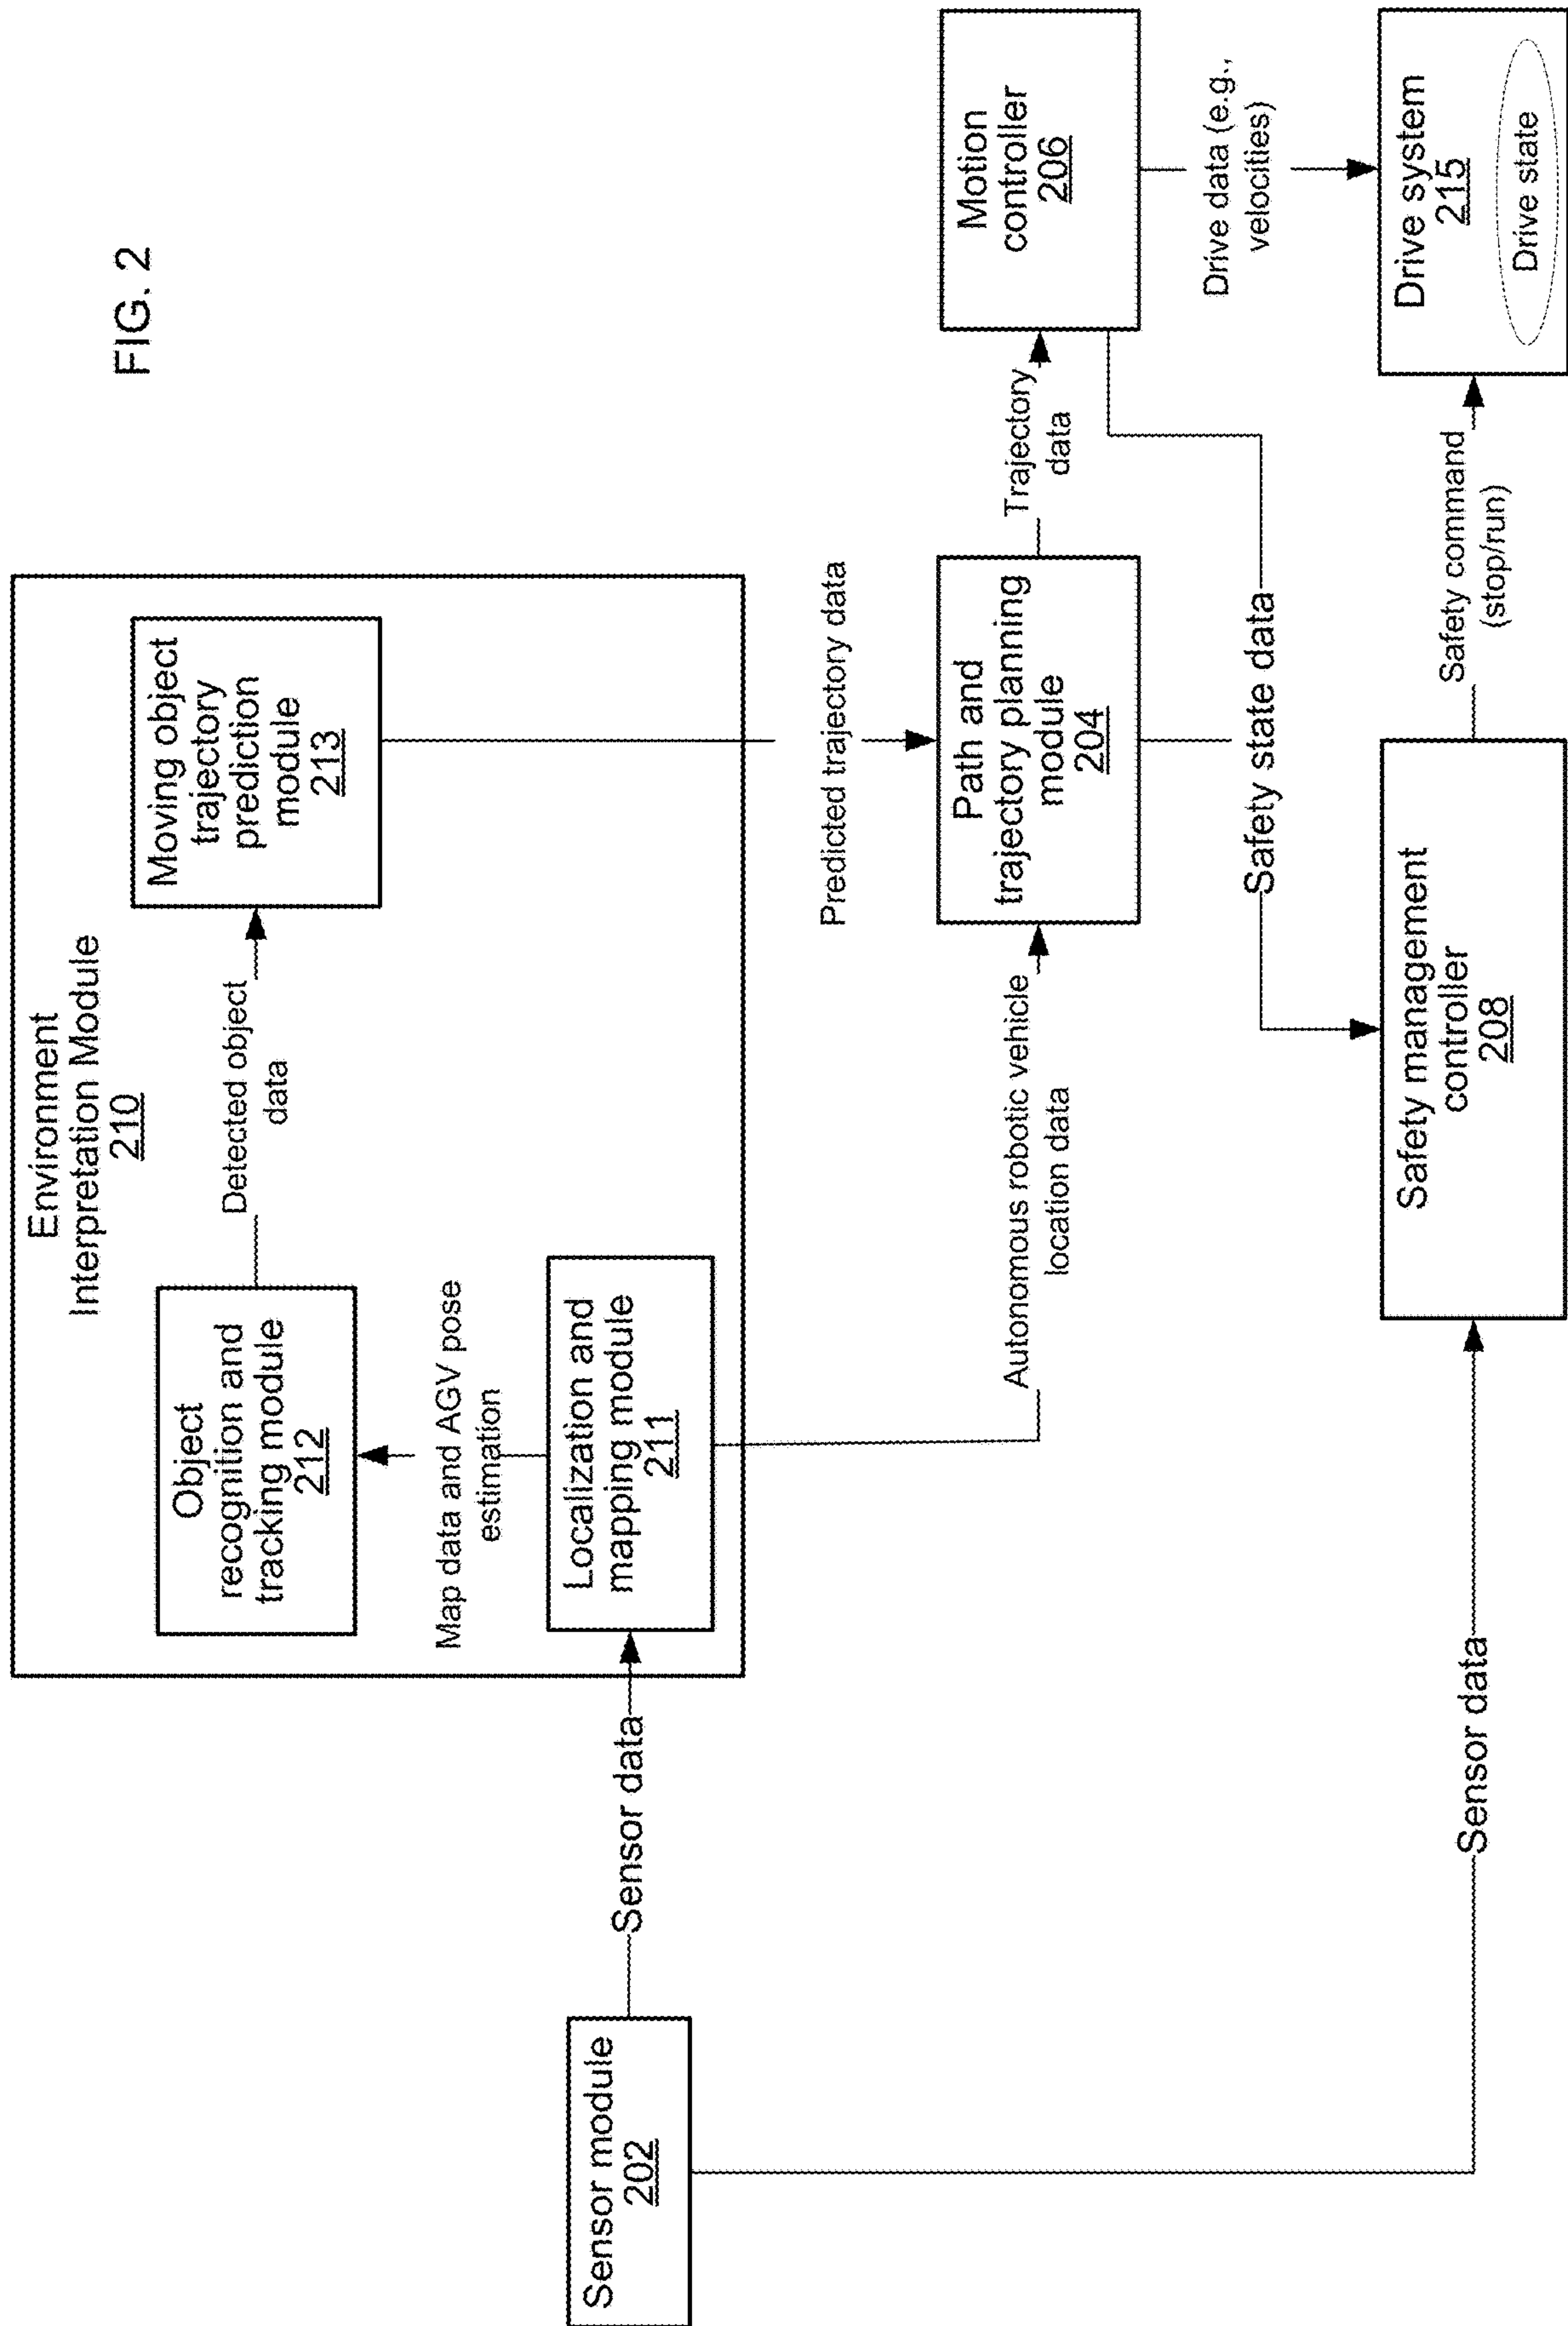 FIG. 2
Environment
Interpretation Module
210
Object
recognition and
tracking module
212
Detected object
data
Moving object
trajectory
prediction
module
213
Map data and AGV pose
estimation
Localization and
mapping module
211
Sensor module
202
Sensor data
Predicted trajectory data
Autonomous robotic vehicle
location data
Path and
trajectory planning
module
204
Trajectory
data
Motion
controller
206
Drive data (e.g.,
velocities)
Safety state data
Sensor data
Safety management
controller
208
Safety command
(stop/run)
Drive system
215
Drive state